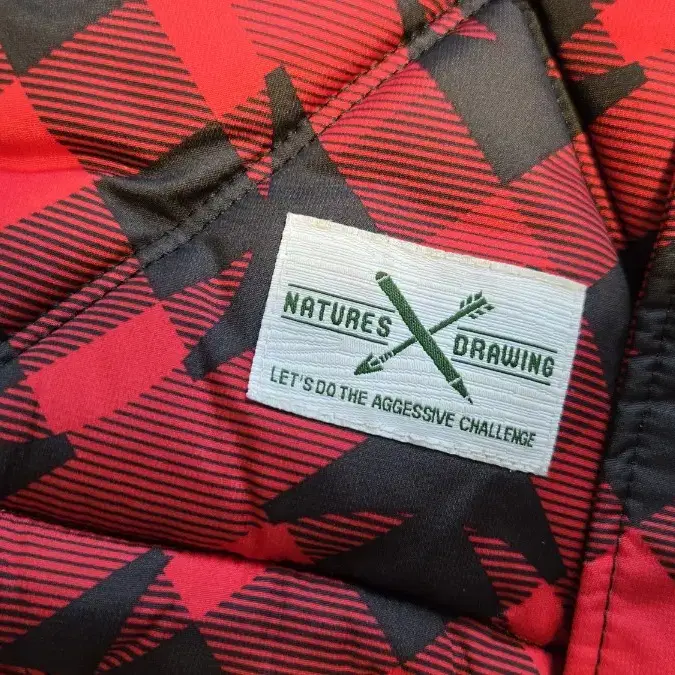 NATURES
DRAWING
LET'S DO THE AGGESSIVE CHALLENGE